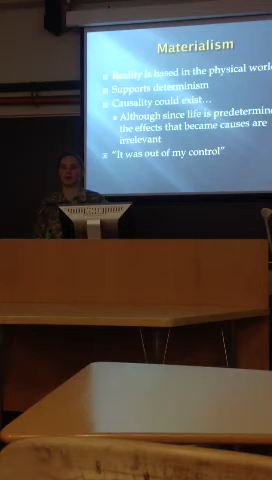 Materialism
Reality is based in the physical world
Supports determinism
Causality could exist…
Although since life is predetermine
the effects that became causes are
irrelevant
"It was out of my control"